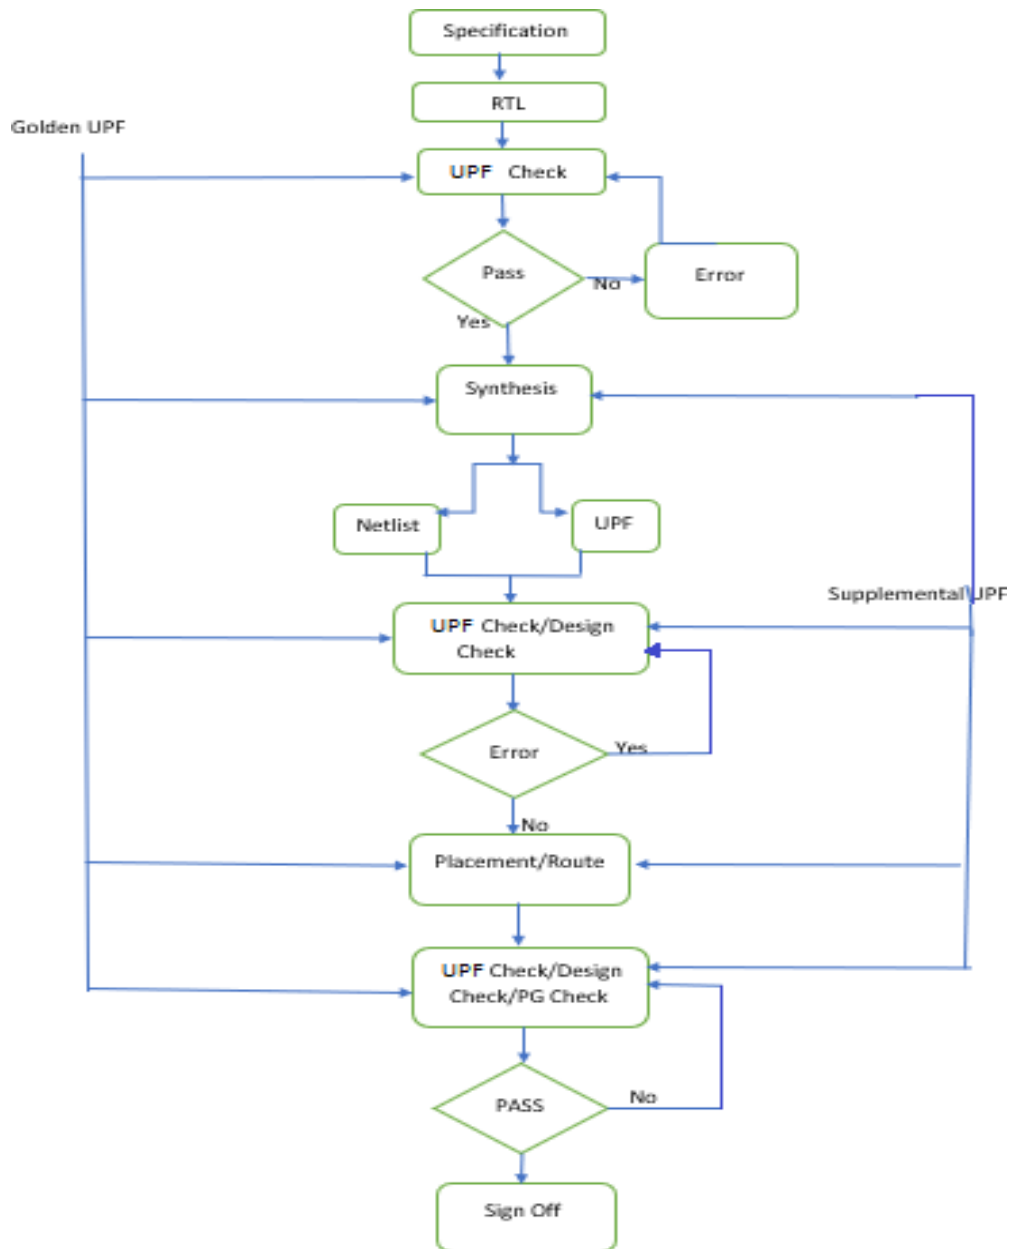 Specification
RTL
Golden UPF
UPF Check
Pass
No
Error
Yes
Synthesis
Netlist
UPF
Supplemental UPF
UPF Check/Design
Check
Error
Yes
No
Placement/Route
UPF Check/Design
Check/PG Check
PASS
No
Sign Off